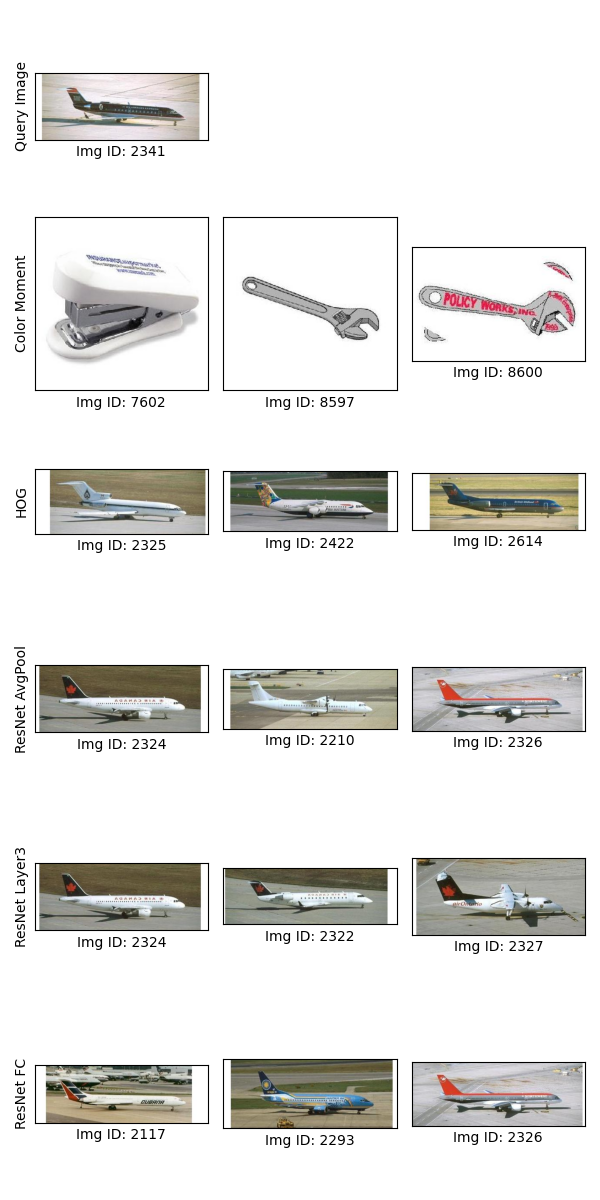 Query Image
Img ID: 2341
Color Moment
POLICY WORKS, INC.
Img ID: 7602
Img ID: 8597
Img ID: 8600
HOG
Img ID: 2325
Img ID: 2422
Img ID: 2614
ResNet AvgPool
Img ID: 2324
Img ID: 2210
Img ID: 2326
ResNet Layer3
Img ID: 2324
Img ID: 2322
Img ID: 2327
ResNet FC
CUBANA
Img ID: 2117
Img ID: 2293
Img ID: 2326